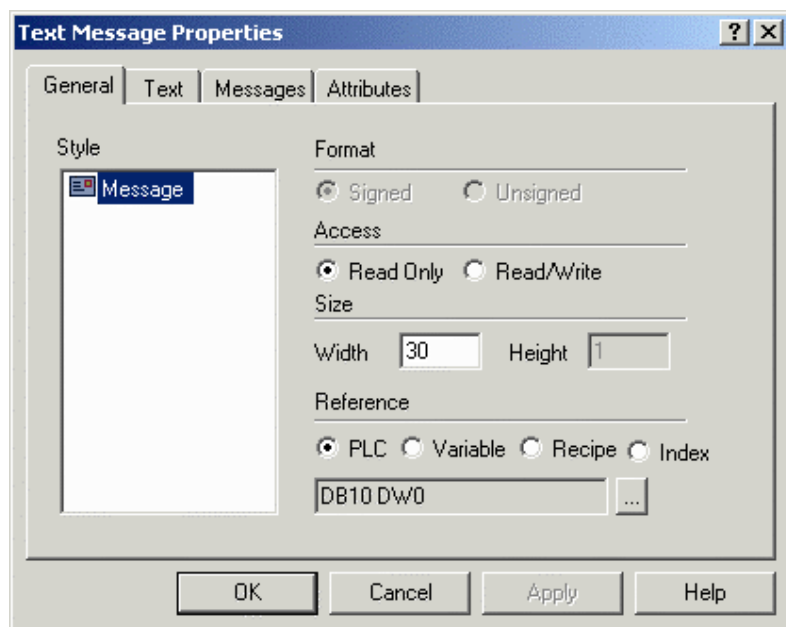 Text Message Properties
General Text Messages Attributes
Style
Message
Format
Signed Unsigned
Access
Read Only Read/Write
Size
Width 30 Height 1
Reference
PLC Variable Recipe Index
DB10 DW0 ...
OK Cancel Apply Help